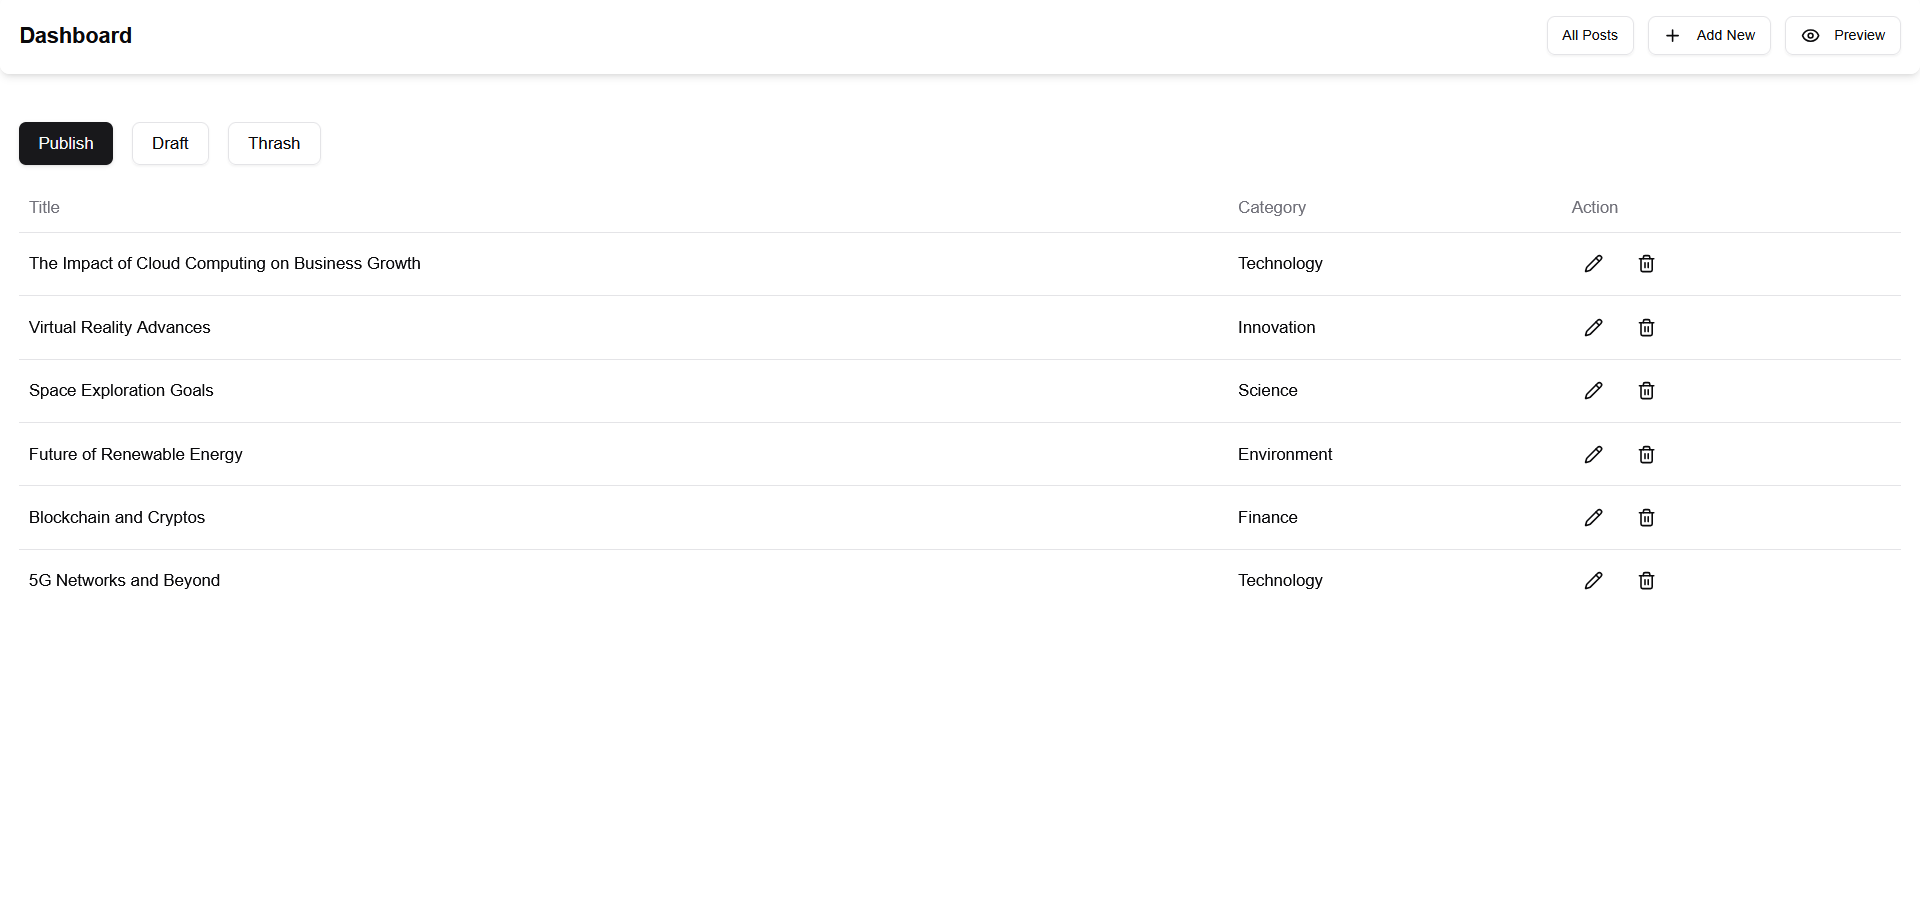 Dashboard
All Posts
Add New
Preview
Publish
Draft
Thrash
Title Category Action
The Impact of Cloud Computing on Business Growth Technology
Virtual Reality Advances Innovation
Space Exploration Goals Science
Future of Renewable Energy Environment
Blockchain and Cryptos Finance
5G Networks and Beyond Technology